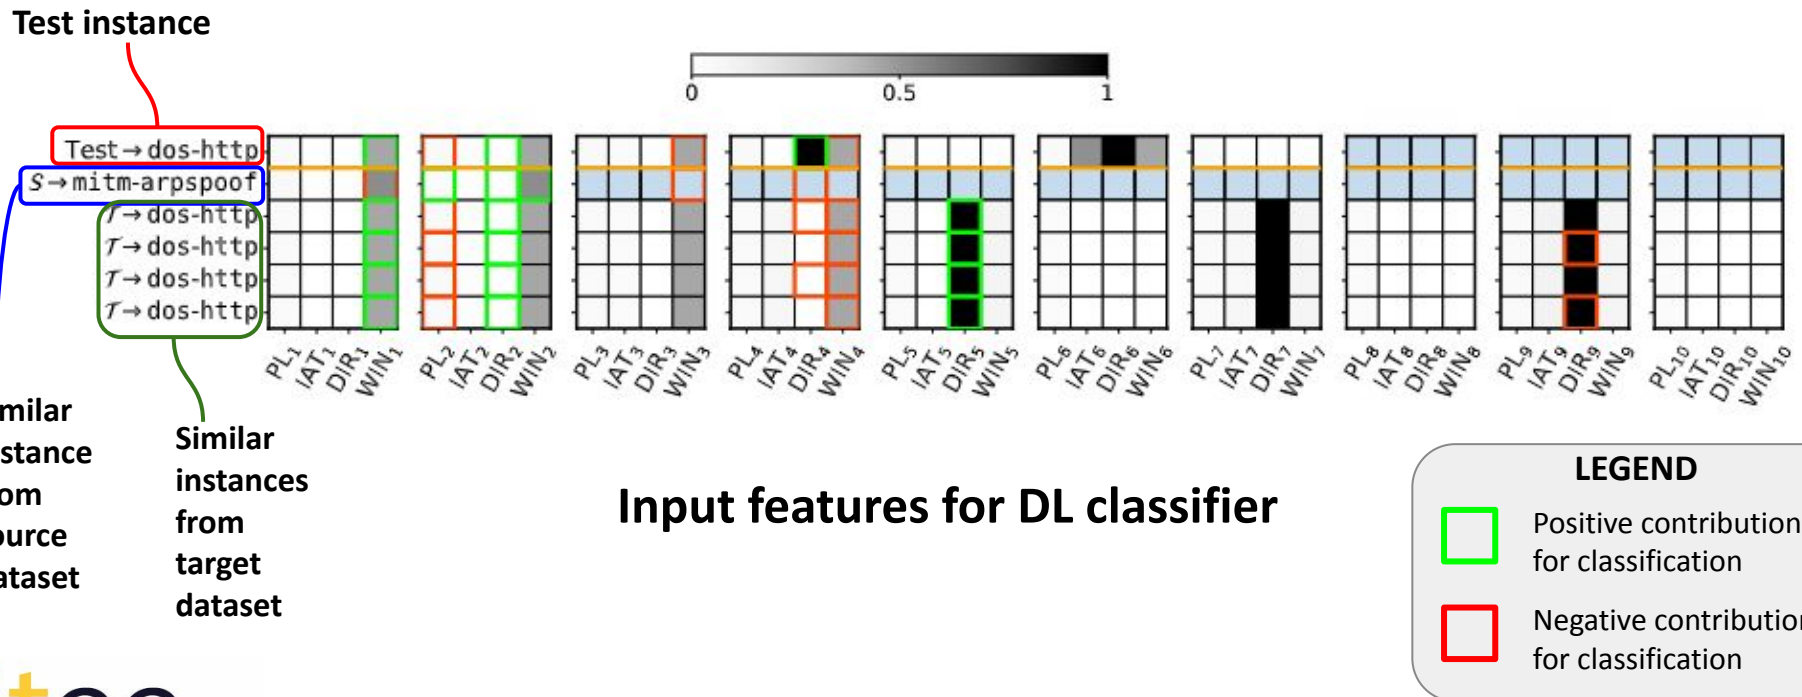 Test instance
0 0.5 1
Test→dos-http
S→mitm-arpspoof
T→dos-http
T→dos-http
T→dos-http
T→dos-http
PL₁ IAT₁ DIR₁ WIN₁ PL₂ IAT₂ DIR₂ WIN₂ PL₃ IAT₃ DIR₃ WIN₃ PL₄ IAT₄ DIR₄ WIN₄ PL₅ IAT₅ DIR₅ WIN₅ PL₆ IAT₆ DIR₆ WIN₆ PL₇ IAT₇ DIR₇ WIN₇ PL₈ IAT₈ DIR₈ WIN₈ PL₉ IAT₉ DIR₉ WIN₉ PL₁₀ IAT₁₀ DIR₁₀ WIN₁₀
milar
stance
om
ource
ataset
Similar
instances
from
target
dataset
Input features for DL classifier
LEGEND
Positive contribution
for classification
Negative contribution
for classification